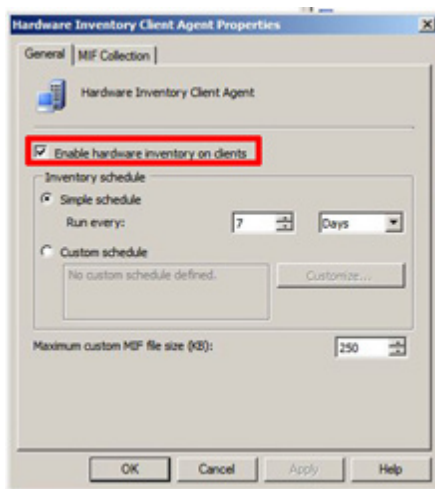 Hardware Inventory Client Agent Properties
General MIF Collection
Hardware Inventory Client Agent
Enable hardware inventory on clients
Inventory schedule
Simple schedule
Run every: 7 Days
Custom schedule
No custom schedule defined. Customize...
Maximum custom MIF file size (KB): 250
OK Cancel Apply Help